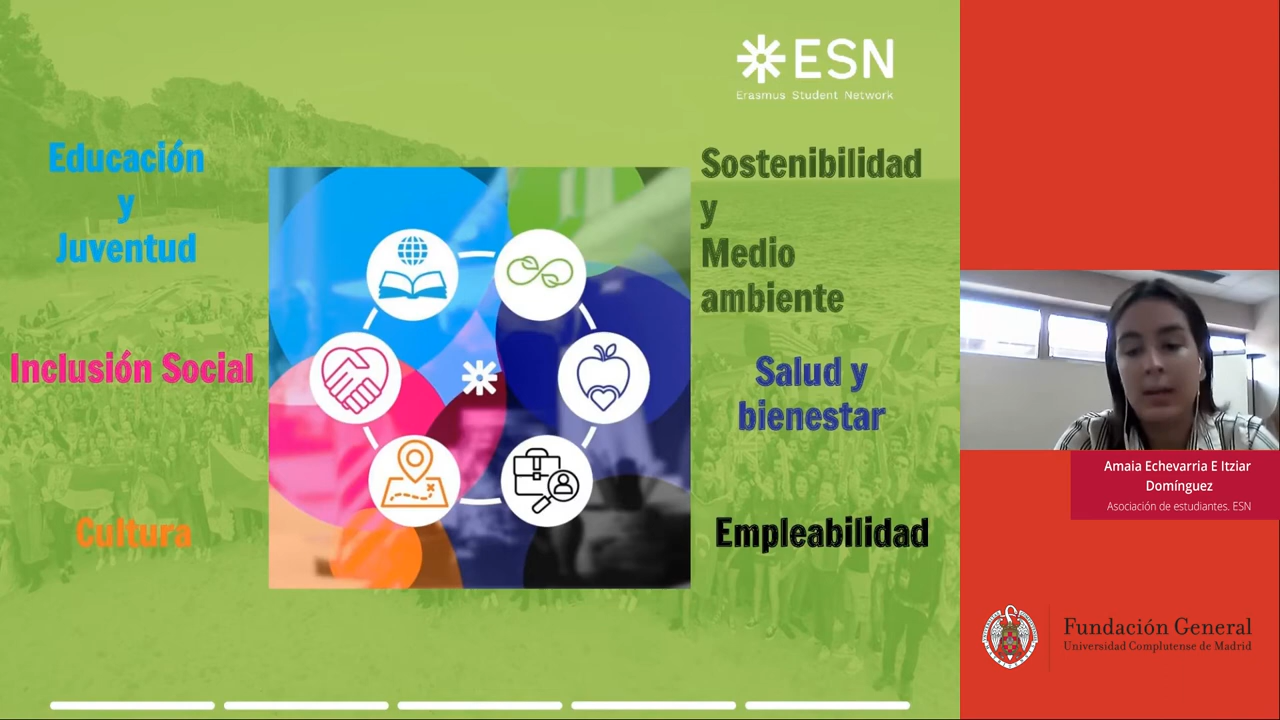 ESN
Erasmus Student Network
Educación
y
Juventud
Sostenibilidad
y
Medio
ambiente
Inclusión Social
Salud y
bienestar
Cultura
Empleabilidad
Amaia Echevarria E Itziar
Domínguez
Asociación de estudiantes. ESN
Fundación General
Universidad Complutense de Madrid